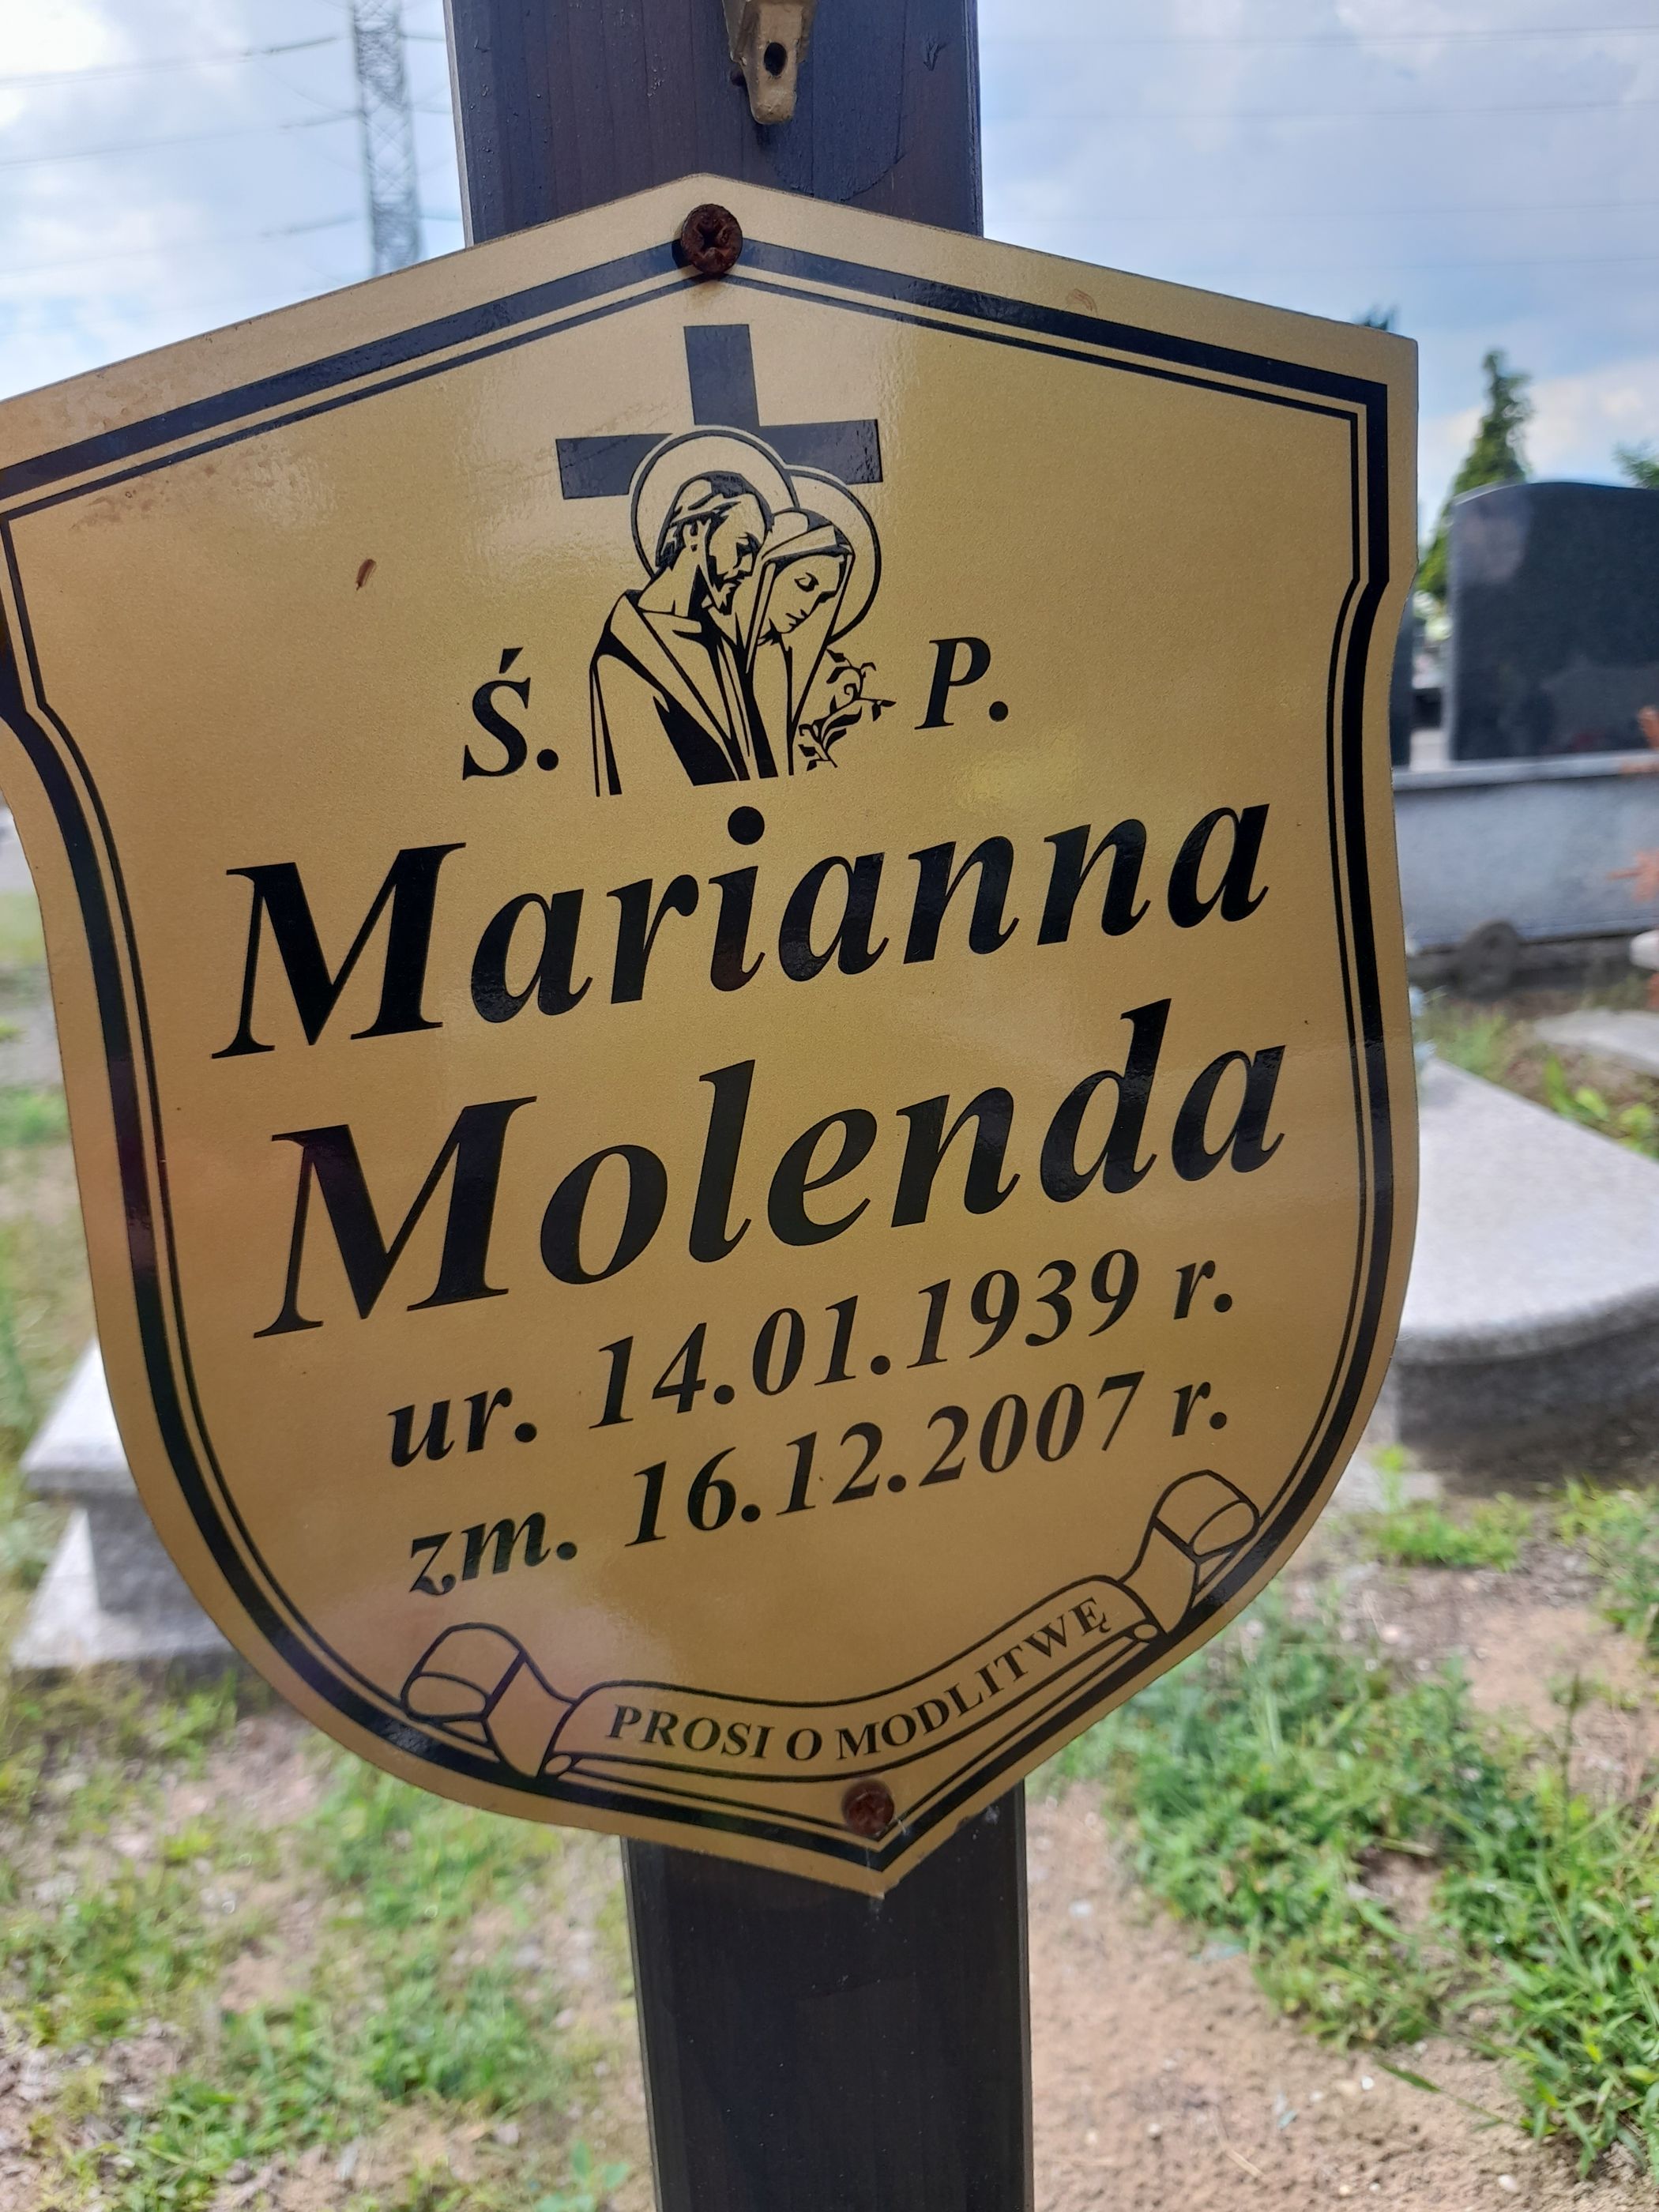 Ś. P.
Marianna
Molenda
ur. 14.01.1939 r.
zm. 16.12.2007 r.
PROSI O MODLITWĘ